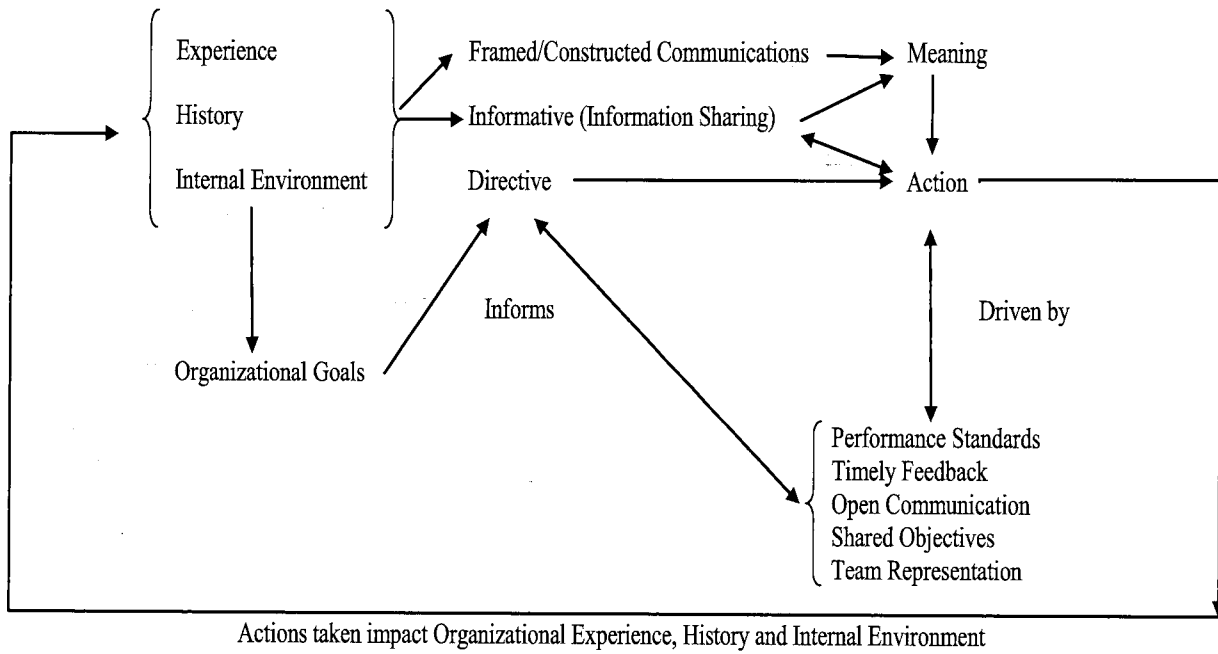 Experience
History
Internal Environment
Organizational Goals
Framed/Constructed Communications
Informative (Information Sharing)
Directive
Informs
Meaning
Action
Driven by
Performance Standards
Timely Feedback
Open Communication
Shared Objectives
Team Representation
Actions taken impact Organizational Experience, History and Internal Environment